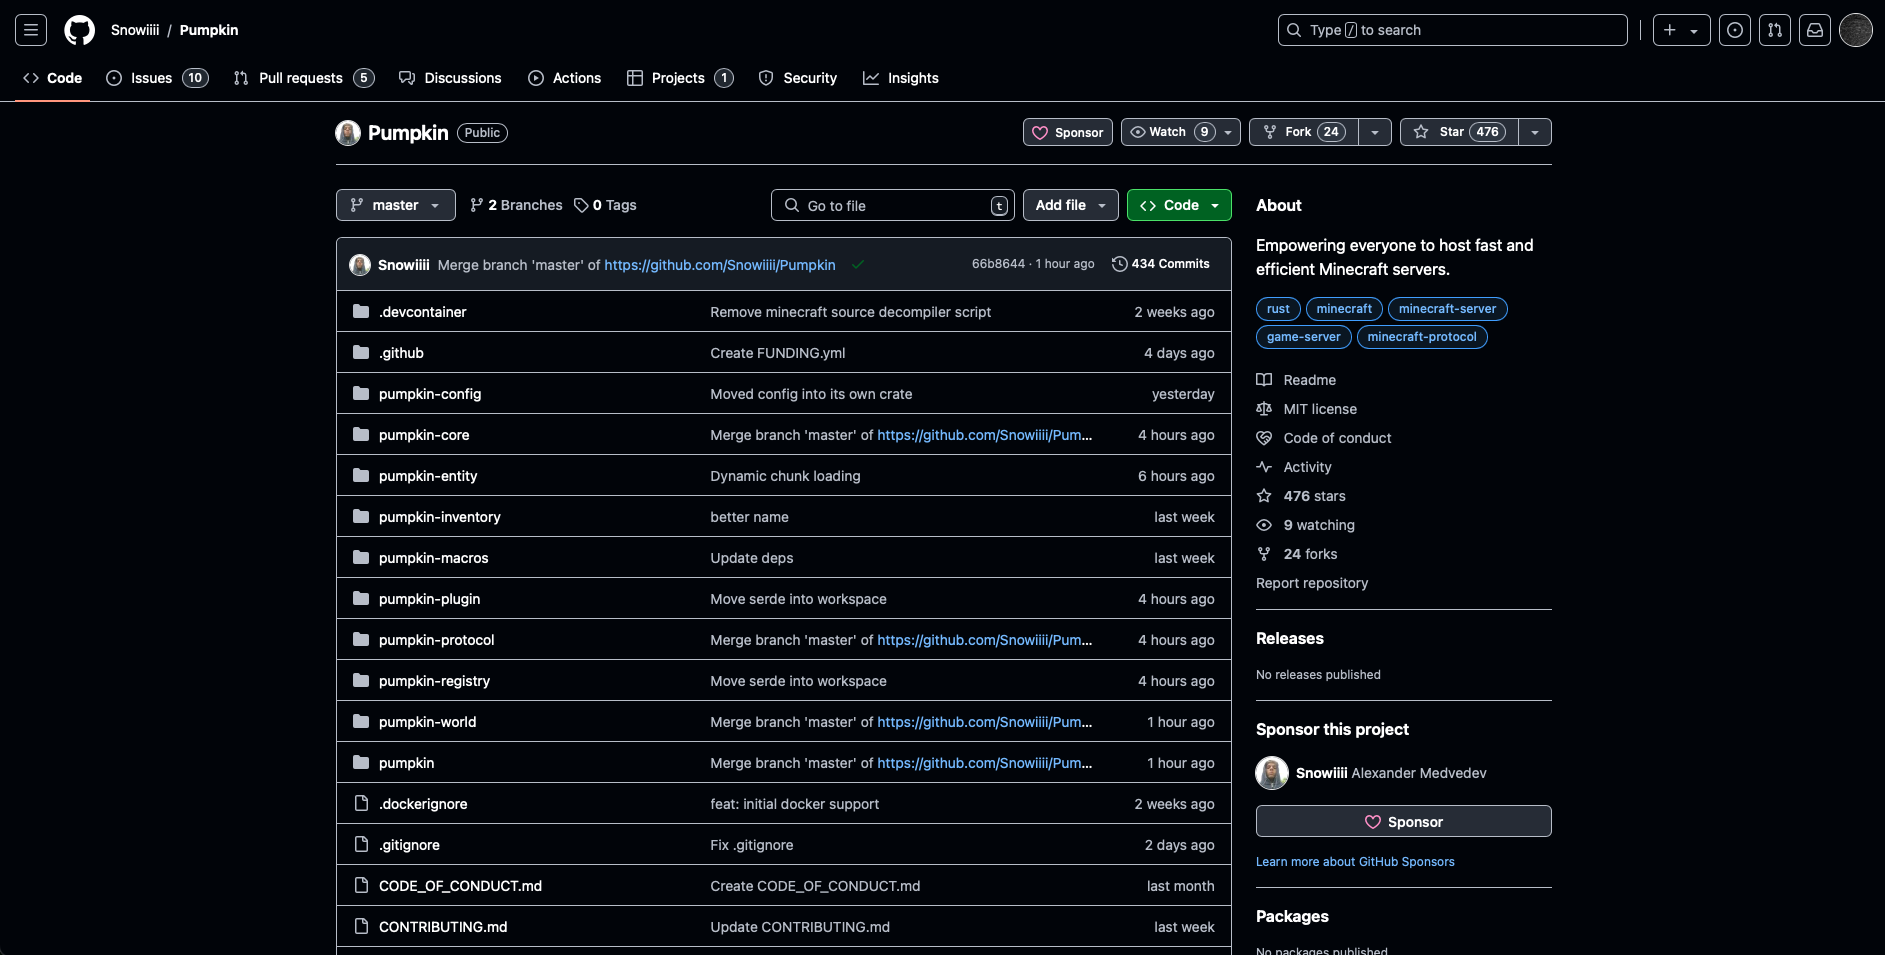 Snowiiii / Pumpkin
Type / to search
Code
Issues 10
Pull requests 5
Discussions
Actions
Projects 1
Security
Insights
Pumpkin Public
Sponsor
Watch 9
Fork 24
Star 476
master
2 Branches
0 Tags
Go to file t
Add file
Code
Snowiiii Merge branch 'master' of https://github.com/Snowiiii/Pumpkin 66b8644 · 1 hour ago 434 Commits
.devcontainer Remove minecraft source decompiler script 2 weeks ago
.github Create FUNDING.yml 4 days ago
pumpkin-config Moved config into its own crate yesterday
pumpkin-core Merge branch 'master' of https://github.com/Snowiiii/Pum... 4 hours ago
pumpkin-entity Dynamic chunk loading 6 hours ago
pumpkin-inventory better name last week
pumpkin-macros Update deps last week
pumpkin-plugin Move serde into workspace 4 hours ago
pumpkin-protocol Merge branch 'master' of https://github.com/Snowiiii/Pum... 4 hours ago
pumpkin-registry Move serde into workspace 4 hours ago
pumpkin-world Merge branch 'master' of https://github.com/Snowiiii/Pum... 1 hour ago
pumpkin Merge branch 'master' of https://github.com/Snowiiii/Pum... 1 hour ago
.dockerignore feat: initial docker support 2 weeks ago
.gitignore Fix .gitignore 2 days ago
CODE_OF_CONDUCT.md Create CODE_OF_CONDUCT.md last month
CONTRIBUTING.md Update CONTRIBUTING.md last week
About
Empowering everyone to host fast and
efficient Minecraft servers.
rust minecraft minecraft-server
game-server minecraft-protocol
Readme
MIT license
Code of conduct
Activity
476 stars
9 watching
24 forks
Report repository
Releases
No releases published
Sponsor this project
Snowiiii Alexander Medvedev
Sponsor
Learn more about GitHub Sponsors
Packages
No packages published